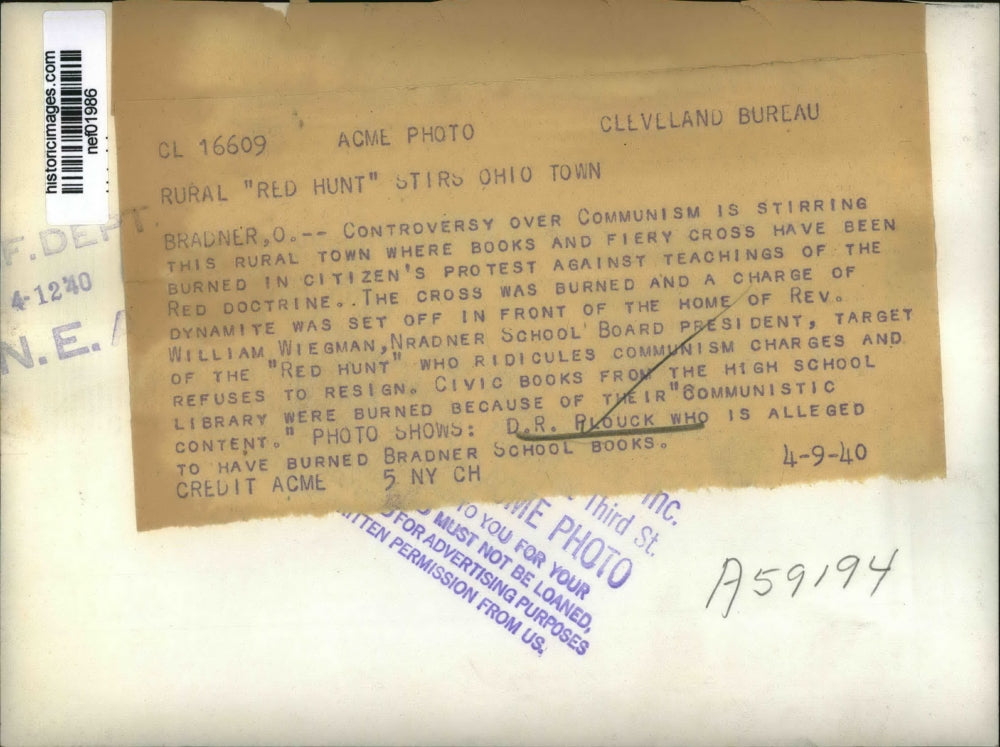 historicimages.com
nef01986
F. DEPT
4-12'40
N.E.A
CL 16609 ACME PHOTO CLEVELAND BUREAU
RURAL "RED HUNT" STIRS OHIO TOWN
BRADNER,O.-- CONTROVERSY OVER COMMUNISM IS STIRRING
THIS RURAL TOWN WHERE BOOKS AND FIERY CROSS HAVE BEEN
BURNED IN CITIZEN'S PROTEST AGAINST TEACHINGS OF THE
RED DOCTRINE..THE CROSS WAS BURNED AND A CHARGE OF
DYNAMITE WAS SET OFF IN FRONT OF THE HOME OF REV.
WILLIAM WIEGMAN,NRADNER SCHOOL BOARD PRESIDENT, TARGET
OF THE "RED HUNT" WHO RIDICULES COMMUNISM CHARGES AND
REFUSES TO RESIGN. CIVIC BOOKS FROM THE HIGH SCHOOL
LIBRARY WERE BURNED BECAUSE OF THEIR "COMMUNISTIC
CONTENT." PHOTO SHOWS: D.R. PLOUCK WHO IS ALLEGED
TO HAVE BURNED BRADNER SCHOOL BOOKS.
CREDIT ACME 5 NY CH 4-9-40
Inc.
Third St.
ME PHOTO
TO YOU FOR YOUR
MUST NOT BE LOANED,
FOR ADVERTISING PURPOSES
TTEN PERMISSION FROM US.
A59194